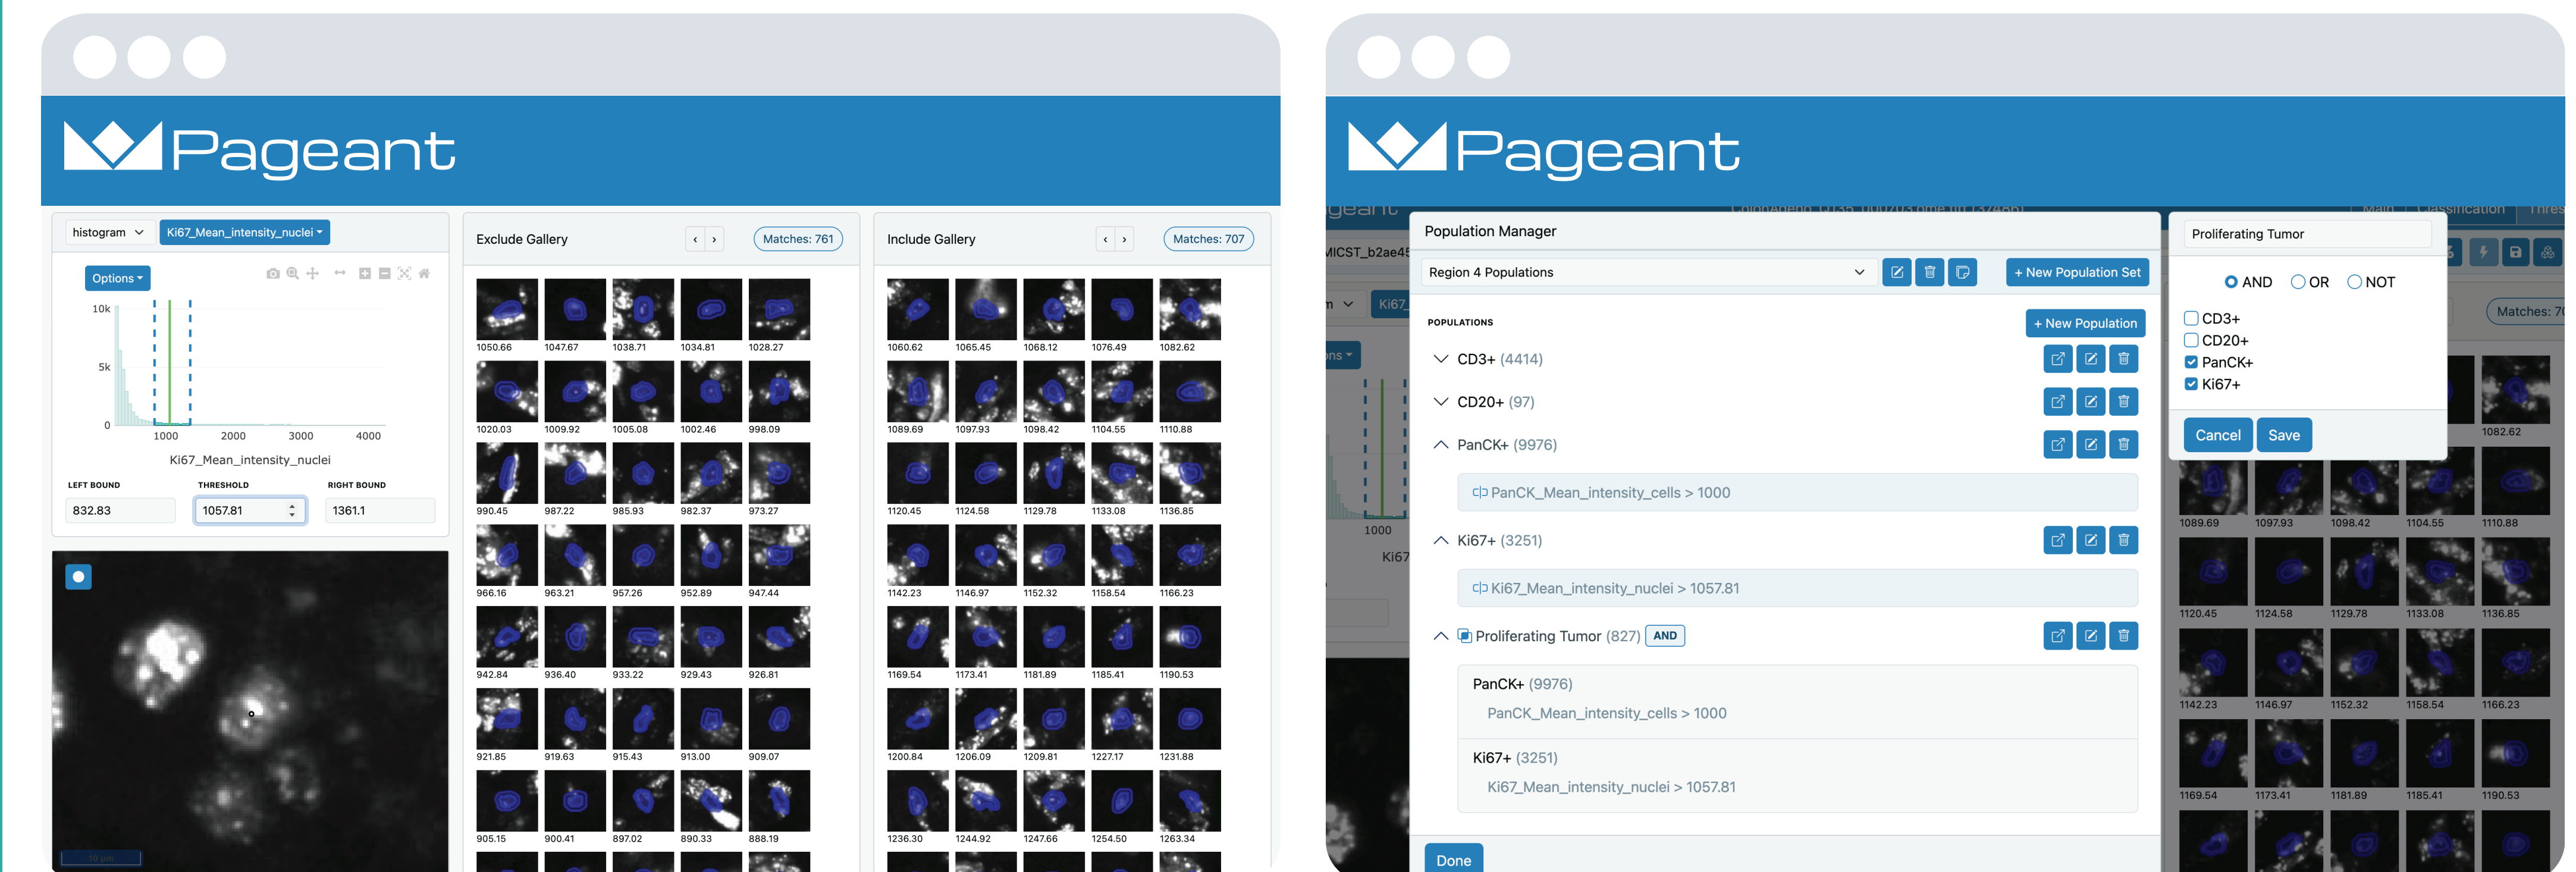 Pageant
histogram
Ki67_Mean_intensity_nuclei
Options
10k
5k
0
1000 2000 3000 4000
Ki67_Mean_intensity_nuclei
LEFT BOUND THRESHOLD RIGHT BOUND
832.83 1057.81 1361.1
10 µm
Exclude Gallery
‹ ›
Matches: 761
1050.66 1047.67 1038.71 1034.81 1028.27
1020.03 1009.92 1005.08 1002.46 998.09
990.45 987.22 985.93 982.37 973.27
966.16 963.21 957.26 952.89 947.44
942.84 936.40 933.22 929.43 926.81
921.85 919.63 915.43 913.00 909.07
905.15 900.41 897.02 890.33 888.19
Include Gallery
‹ ›
Matches: 707
1060.62 1065.45 1068.12 1076.49 1082.62
1089.69 1097.93 1098.42 1104.55 1110.88
1120.45 1124.58 1129.78 1133.08 1136.85
1142.23 1146.97 1152.32 1158.54 1166.23
1169.54 1173.41 1181.89 1185.41 1190.53
1200.84 1206.09 1209.81 1227.17 1231.88
1236.30 1244.92 1247.66 1254.50 1263.34
Pageant
Main Classification Thres
MICST_b2ae45
Ki67_
ons
1000
Ki67
Population Manager
Region 4 Populations
+ New Population Set
POPULATIONS
+ New Population
CD3+ (4414)
CD20+ (97)
PanCK+ (9976)
PanCK_Mean_intensity_cells > 1000
Ki67+ (3251)
Ki67_Mean_intensity_nuclei > 1057.81
Proliferating Tumor (827) AND
PanCK+ (9976)
PanCK_Mean_intensity_cells > 1000
Ki67+ (3251)
Ki67_Mean_intensity_nuclei > 1057.81
Done
Proliferating Tumor
AND OR NOT
CD3+
CD20+
PanCK+
Ki67+
Cancel Save
Matches: 70
1082.62
1089.69 1097.93 1098.42 1104.55 1110.88
1120.45 1124.58 1129.78 1133.08 1136.85
1142.23 1146.97 1152.32 1158.54 1166.23
1169.54 1173.41 1181.89 1185.41 1190.53